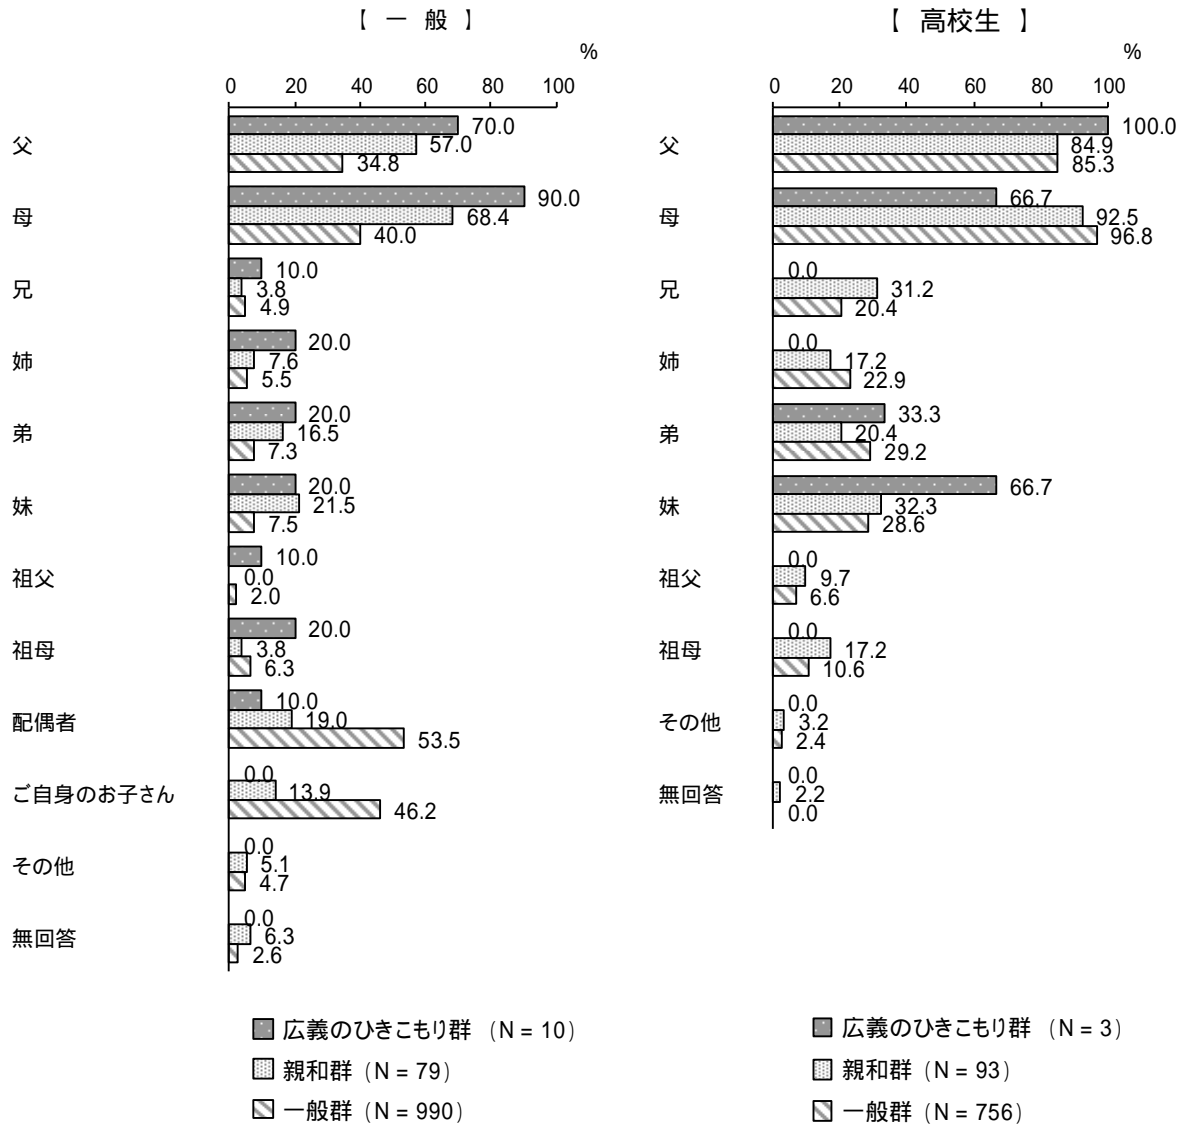 【 一 般 】
%
0 20 40 60 80 100
父
70.0
57.0
34.8
母
90.0
68.4
40.0
兄
10.0
3.8
4.9
姉
20.0
7.6
5.5
弟
20.0
16.5
7.3
妹
20.0
21.5
7.5
祖父
10.0
0.0
2.0
祖母
20.0
3.8
6.3
配偶者
10.0
19.0
53.5
ご自身のお子さん
0.0
13.9
46.2
その他
0.0
5.1
4.7
無回答
0.0
6.3
2.6
広義のひきこもり群 (N = 10)
親和群 (N = 79)
一般群 (N = 990)
【 高校生 】
%
0 20 40 60 80 100
父
100.0
84.9
85.3
母
66.7
92.5
96.8
兄
0.0
31.2
20.4
姉
0.0
17.2
22.9
弟
33.3
20.4
29.2
妹
66.7
32.3
28.6
祖父
0.0
9.7
6.6
祖母
0.0
17.2
10.6
その他
0.0
3.2
2.4
無回答
0.0
2.2
0.0
広義のひきこもり群 (N = 3)
親和群 (N = 93)
一般群 (N = 756)